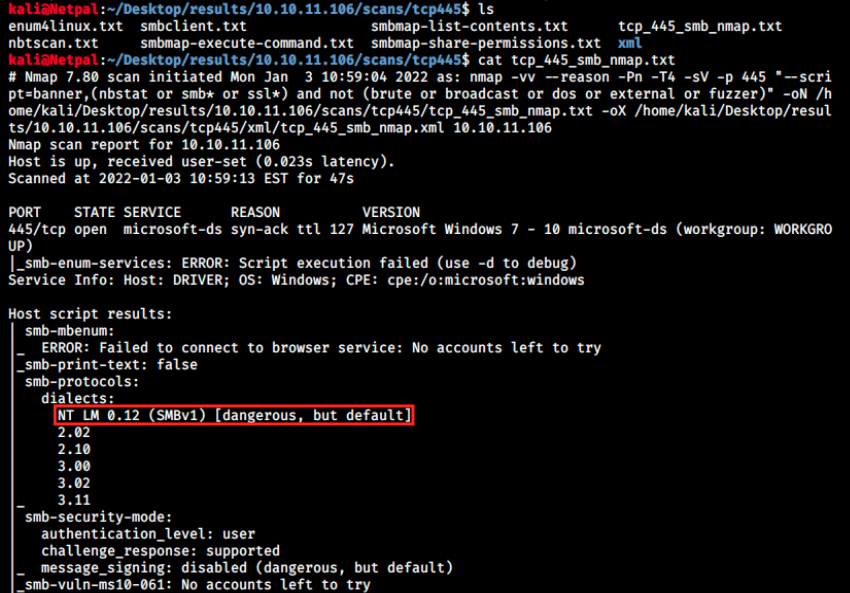 kali@Netpal:~/Desktop/results/10.10.11.106/scans/tcp445$ ls
enum4linux.txt  smbclient.txt               smbmap-list-contents.txt      tcp_445_smb_nmap.txt
nbtscan.txt     smbmap-execute-command.txt  smbmap-share-permissions.txt  xml
kali@Netpal:~/Desktop/results/10.10.11.106/scans/tcp445$ cat tcp_445_smb_nmap.txt
# Nmap 7.80 scan initiated Mon Jan  3 10:59:04 2022 as: nmap -vv --reason -Pn -T4 -sV -p 445 "--scri
pt=banner,(nbstat or smb* or ssl*) and not (brute or broadcast or dos or external or fuzzer)" -oN /h
ome/kali/Desktop/results/10.10.11.106/scans/tcp445/tcp_445_smb_nmap.txt -oX /home/kali/Desktop/resul
ts/10.10.11.106/scans/tcp445/xml/tcp_445_smb_nmap.xml 10.10.11.106
Nmap scan report for 10.10.11.106
Host is up, received user-set (0.023s latency).
Scanned at 2022-01-03 10:59:13 EST for 47s
PORT    STATE SERVICE      REASON          VERSION
445/tcp open  microsoft-ds syn-ack ttl 127 Microsoft Windows 7 - 10 microsoft-ds (workgroup: WORKGRO
UP)
|_smb-enum-services: ERROR: Script execution failed (use -d to debug)
Service Info: Host: DRIVER; OS: Windows; CPE: cpe:/o:microsoft:windows
Host script results:
| smb-mbenum:
|_  ERROR: Failed to connect to browser service: No accounts left to try
|_smb-print-text: false
| smb-protocols:
|   dialects:
|     NT LM 0.12 (SMBv1) [dangerous, but default]
|     2.02
|     2.10
|     3.00
|     3.02
|_    3.11
| smb-security-mode:
|   authentication_level: user
|   challenge_response: supported
|_  message_signing: disabled (dangerous, but default)
|_smb-vuln-ms10-061: No accounts left to try